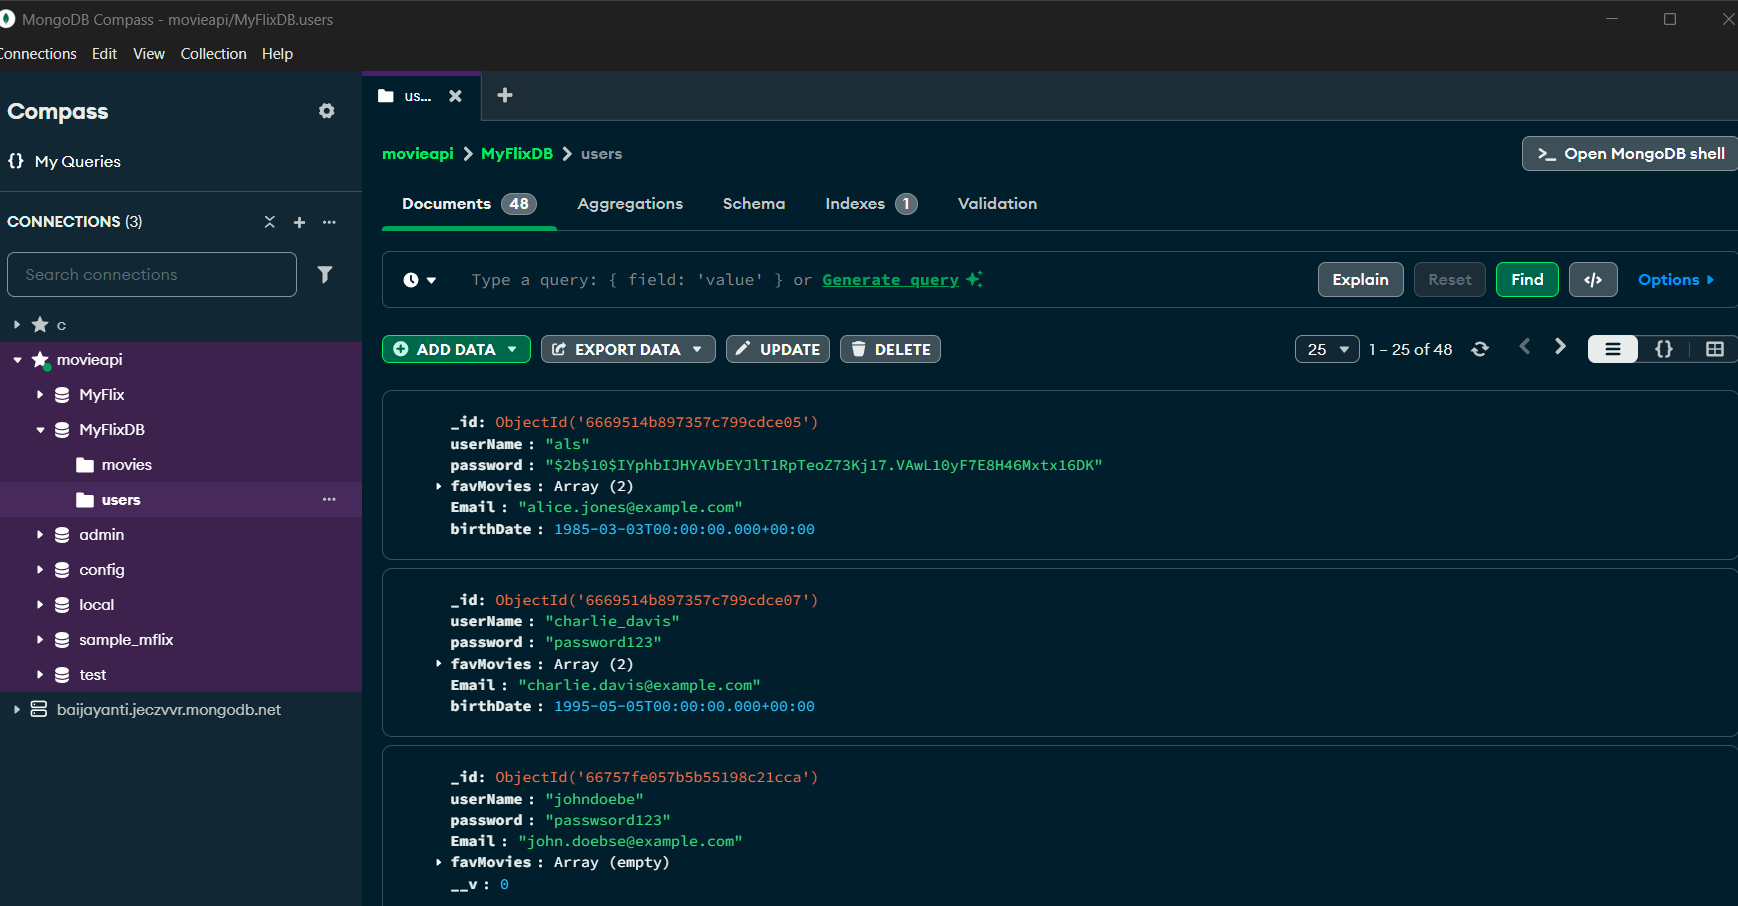 MongoDB Compass - movieapi/MyFlixDB.users
Connections Edit View Collection Help
Compass
{} My Queries
CONNECTIONS (3)
Search connections
c
movieapi
MyFlix
MyFlixDB
movies
users
admin
config
local
sample_mflix
test
baijayanti.jeczvvr.mongodb.net
us...
movieapi > MyFlixDB > users
>_ Open MongoDB shell
Documents 48 Aggregations Schema Indexes 1 Validation
Type a query: { field: 'value' } or Generate query
Explain Reset Find </> Options
ADD DATA EXPORT DATA UPDATE DELETE
25 1 – 25 of 48 {}
_id: ObjectId('6669514b897357c799cdce05')
userName : "als"
password : "$2b$10$IYphbIJHYAVbEYJlT1RpTeoZ73Kj17.VAwL10yF7E8H46Mxtx16DK"
favMovies : Array (2)
Email : "alice.jones@example.com"
birthDate : 1985-03-03T00:00:00.000+00:00
_id: ObjectId('6669514b897357c799cdce07')
userName : "charlie_davis"
password : "password123"
favMovies : Array (2)
Email : "charlie.davis@example.com"
birthDate : 1995-05-05T00:00:00.000+00:00
_id: ObjectId('66757fe057b5b55198c21cca')
userName : "johndoebe"
password : "passwsord123"
Email : "john.doebse@example.com"
favMovies : Array (empty)
__v : 0